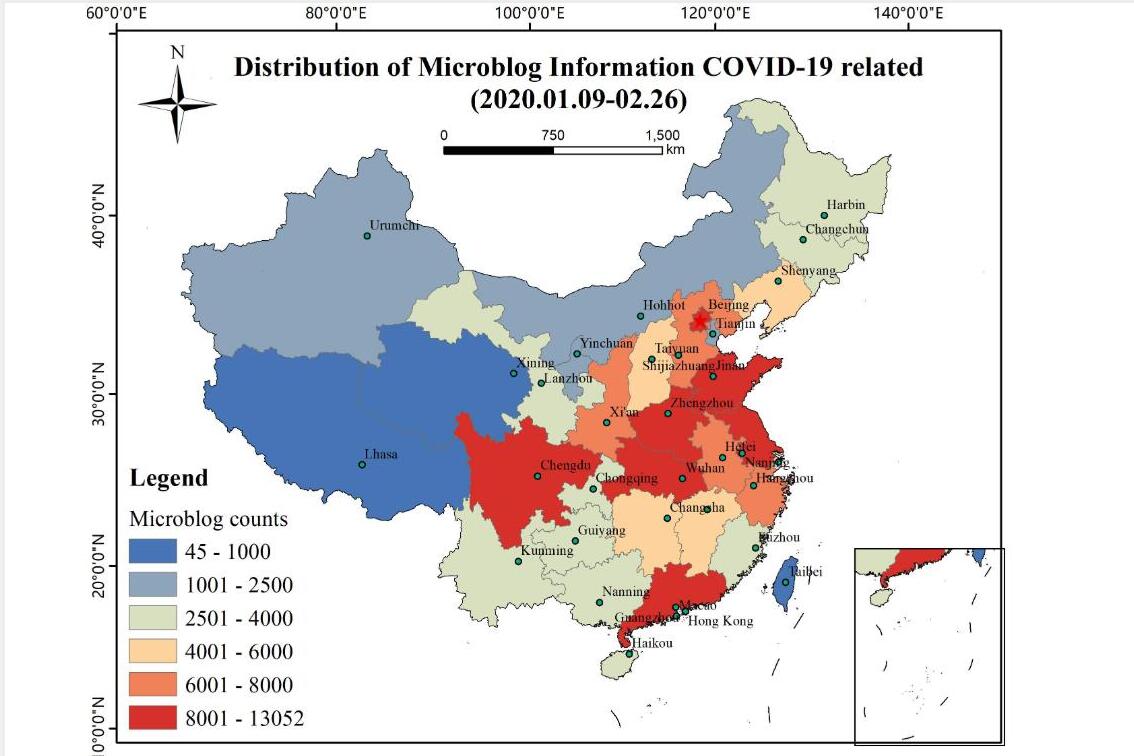 60°0'0"E 80°0'0"E 100°0'0"E 120°0'0"E 140°0'0"E
N
Distribution of Microblog Information COVID-19 related
(2020.01.09-02.26)
0 750 1,500
km
40°0'0"N
30°0'0"N
20°0'0"N
Harbin
Urumchi
Changchun
Shenyang
Hohhot
Beijing
Tianjin
Yinchuan
Taiyuan
Xining
Shijiazhuang
Jinan
Lanzhou
Zhengzhou
Xi'an
Hefei
Lhasa
Chengdu
Wuhan
Nanjing
Chongqing
Hangzhou
Changsha
Guiyang
Kunming
Taibei
Nanning
Macao
Guangzhou
Hong Kong
Haikou
Legend
Microblog counts
45 - 1000
1001 - 2500
2501 - 4000
4001 - 6000
6001 - 8000
8001 - 13052